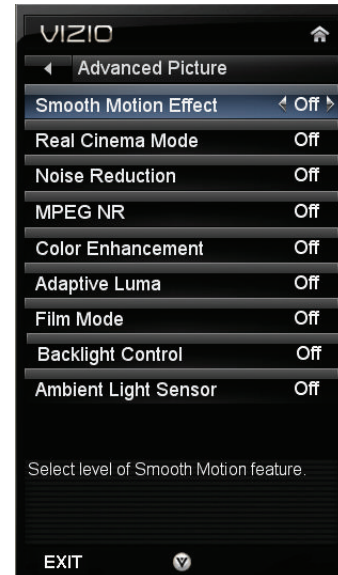 VIZIO
Advanced Picture
Smooth Motion Effect Off
Real Cinema Mode Off
Noise Reduction Off
MPEG NR Off
Color Enhancement Off
Adaptive Luma Off
Film Mode Off
Backlight Control Off
Ambient Light Sensor Off
Select level of Smooth Motion feature.
EXIT